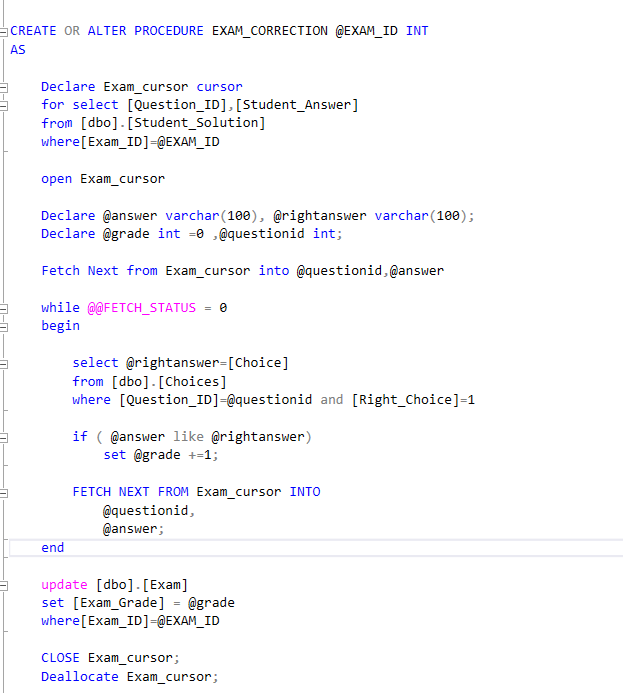 CREATE OR ALTER PROCEDURE EXAM_CORRECTION @EXAM_ID INT
AS
Declare Exam_cursor cursor
for select [Question_ID],[Student_Answer]
from [dbo].[Student_Solution]
where[Exam_ID]=@EXAM_ID
open Exam_cursor
Declare @answer varchar(100), @rightanswer varchar(100);
Declare @grade int =0 ,@questionid int;
Fetch Next from Exam_cursor into @questionid,@answer
while @@FETCH_STATUS = 0
begin
select @rightanswer=[Choice]
from [dbo].[Choices]
where [Question_ID]=@questionid and [Right_Choice]=1
if ( @answer like @rightanswer)
set @grade +=1;
FETCH NEXT FROM Exam_cursor INTO
@questionid,
@answer;
end
update [dbo].[Exam]
set [Exam_Grade] = @grade
where[Exam_ID]=@EXAM_ID
CLOSE Exam_cursor;
Deallocate Exam_cursor;